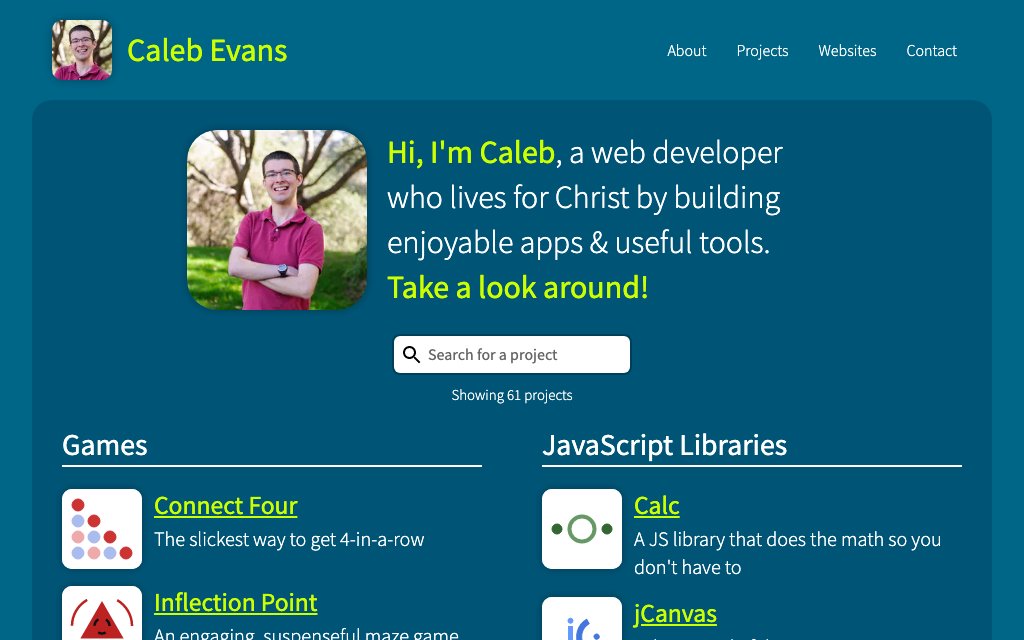 Caleb Evans
About Projects Websites Contact
Hi, I'm Caleb, a web developer
who lives for Christ by building
enjoyable apps & useful tools.
Take a look around!
Search for a project
Showing 61 projects
Games
Connect Four
The slickest way to get 4-in-a-row
Inflection Point
An engaging, suspenseful maze game
JavaScript Libraries
Calc
A JS library that does the math so you
don't have to
jCanvas